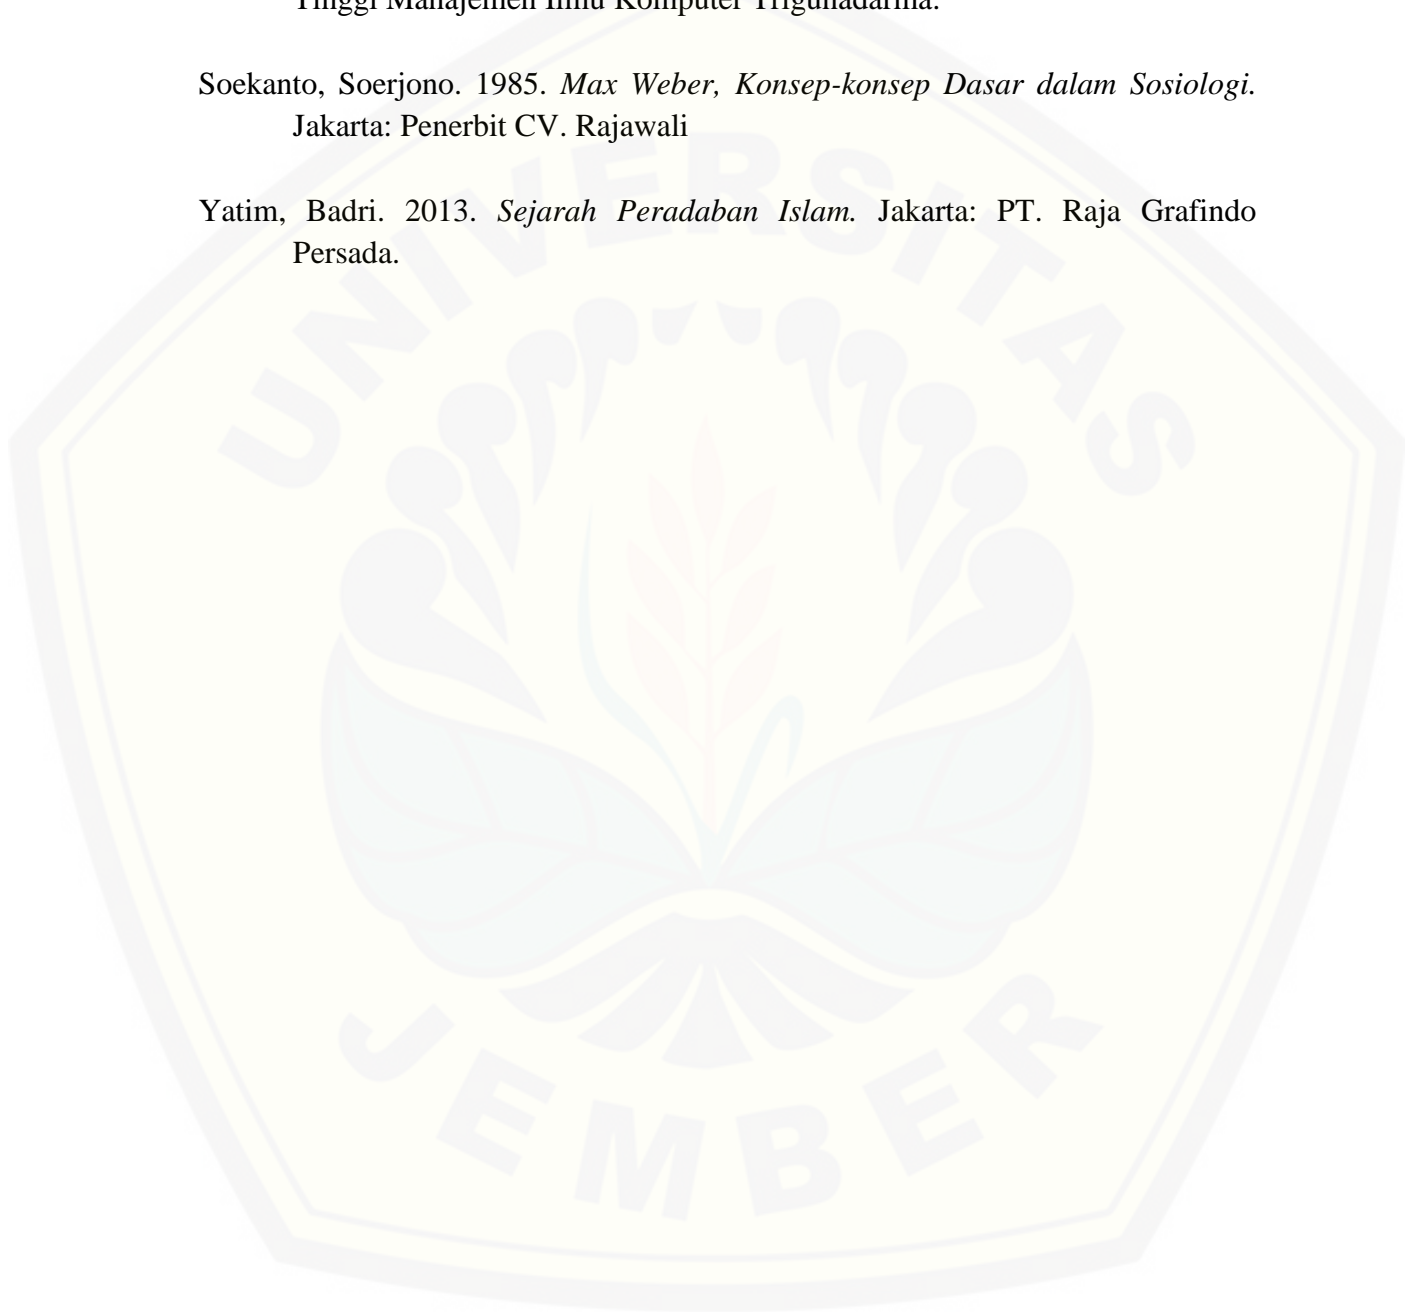 Tinggi Manajemen Ilmu Komputer Trigunadarma.
Soekanto, Soerjono. 1985. Max Weber, Konsep-konsep Dasar dalam Sosiologi.
Jakarta: Penerbit CV. Rajawali
Yatim, Badri. 2013. Sejarah Peradaban Islam. Jakarta: PT. Raja Grafindo
Persada.
UNIVERSITAS
JEMBER